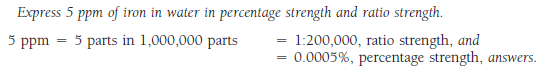 Express 5 ppm of iron in water in percentage strength and ratio strength.
5 ppm = 5 parts in 1,000,000 parts = 1:200,000, ratio strength, and
= 0.0005%, percentage strength, answers.